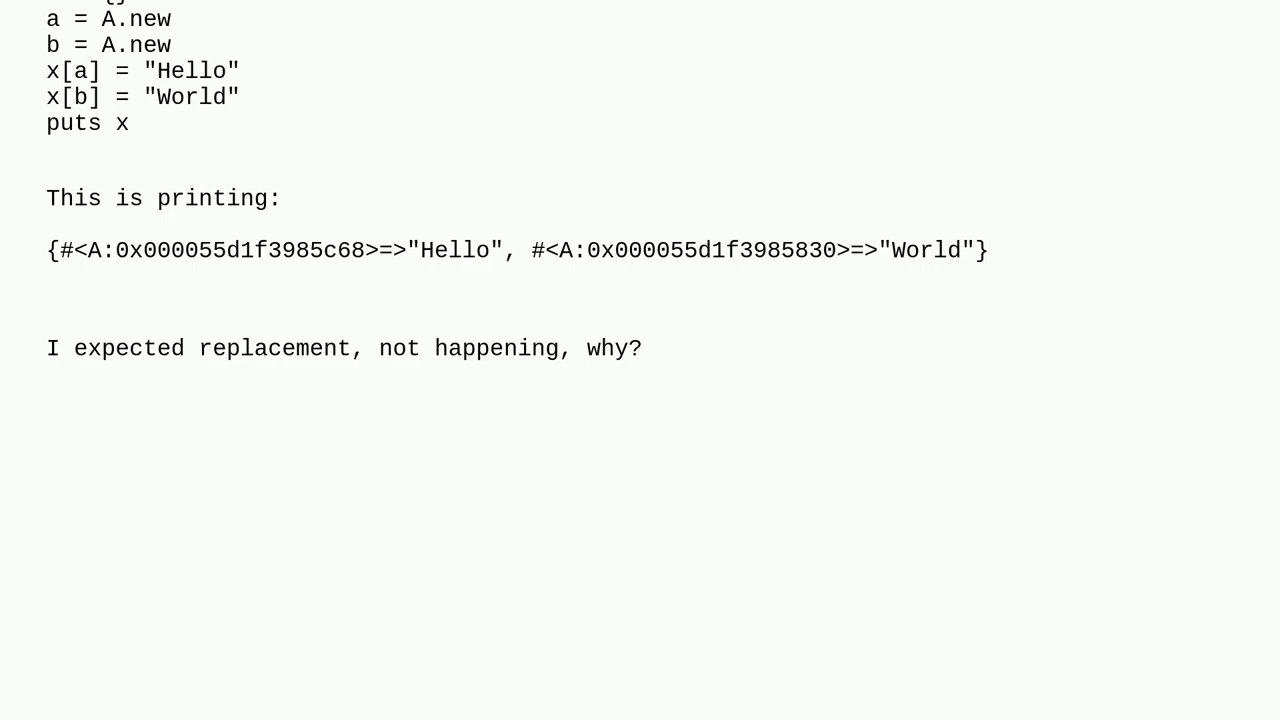 a = A.new
b = A.new
x[a] = "Hello"
x[b] = "World"
puts x
This is printing:
{#<A:0x000055d1f3985c68>=>"Hello", #<A:0x000055d1f3985830>=>"World"}
I expected replacement, not happening, why?